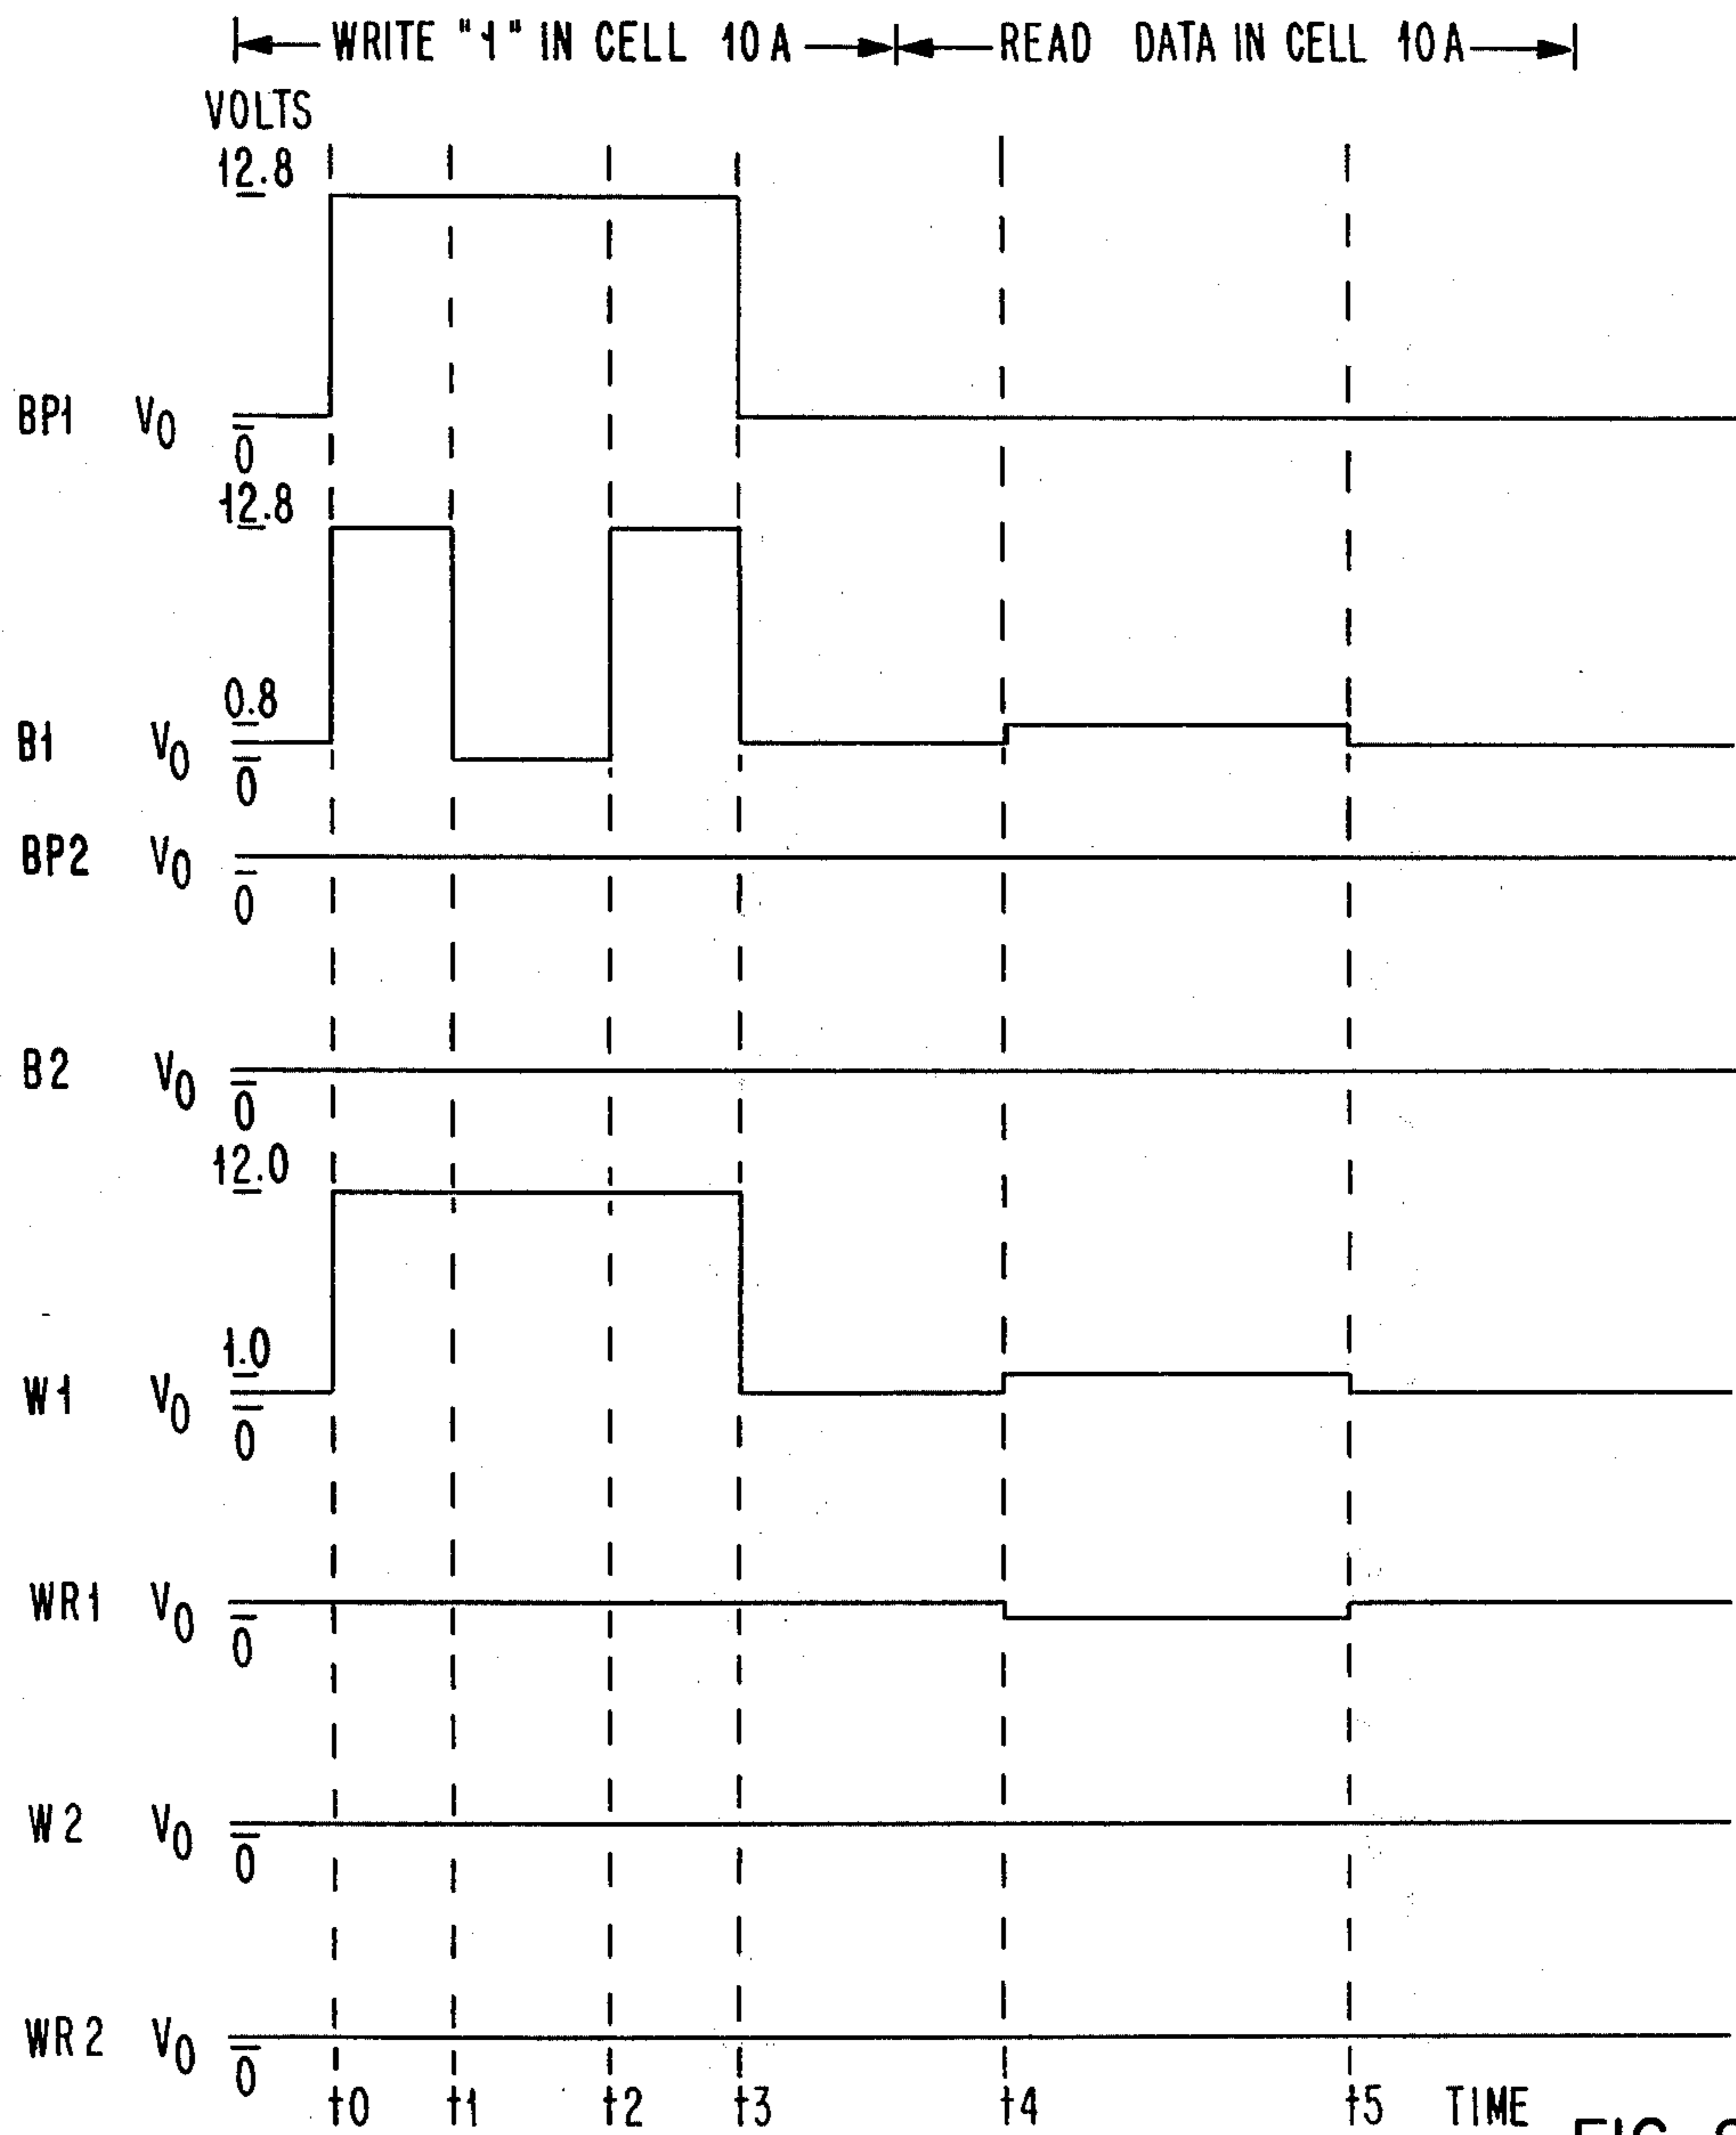 WRITE "1" IN CELL 10A READ DATA IN CELL 10A
VOLTS
12.8
BP1 V0
0
12.8
0.8
B1 V0
0
BP2 V0
0
B2 V0
0
12.0
1.0
W1 V0
0
WR1 V0
0
W2 V0
0
WR2 V0
0
t0 t1 t2 t3 t4 t5 TIME